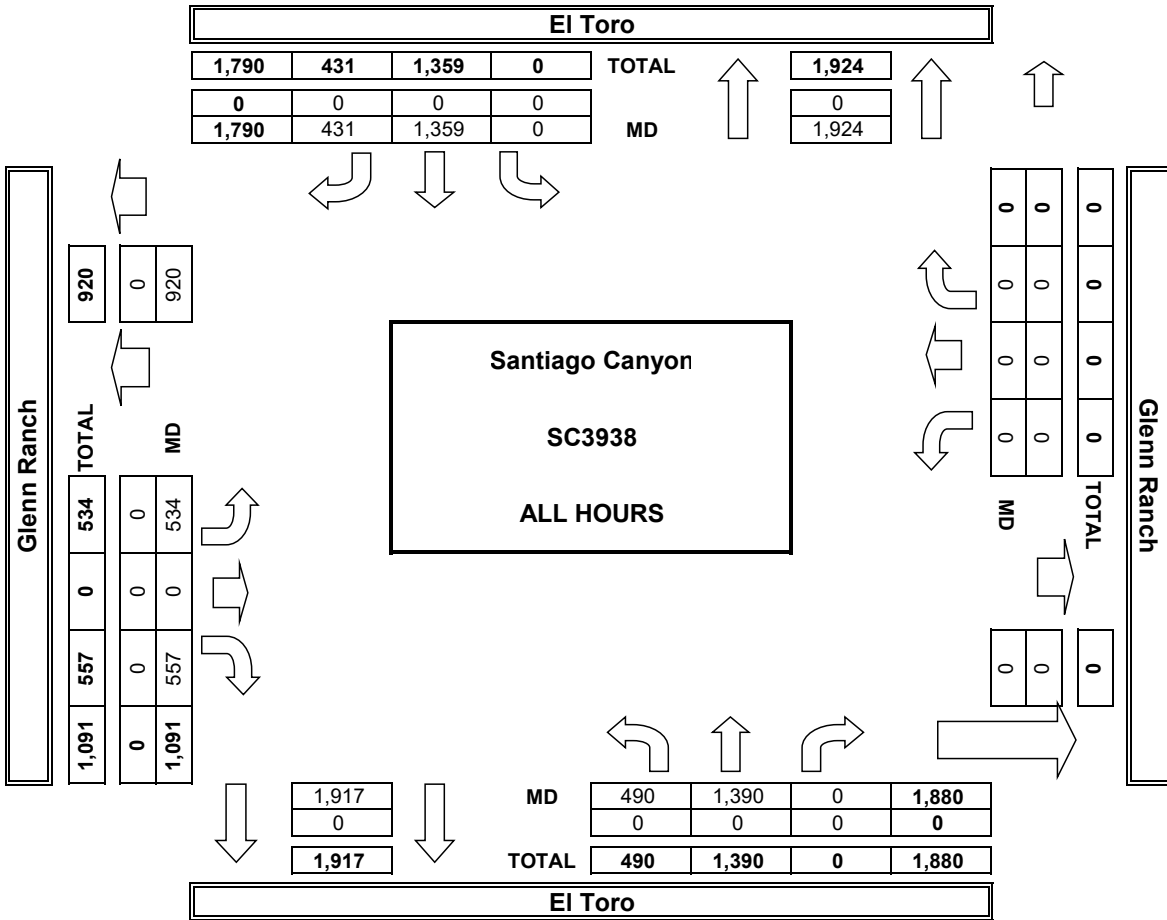 El Toro
1,790 431 1,359 0 TOTAL 1,924
0 0 0 0 0
1,790 431 1,359 0 MD 1,924
Glenn Ranch
920 0 920
TOTAL MD
534 0 534
0 0 0
557 0 557
1,091 0 1,091
Santiago Canyon
SC3938
ALL HOURS
0 0 0
0 0 0
0 0 0
0 0 0
MD TOTAL
0 0 0
Glenn Ranch
1,917 MD 490 1,390 0 1,880
0 0 0 0 0
1,917 TOTAL 490 1,390 0 1,880
El Toro